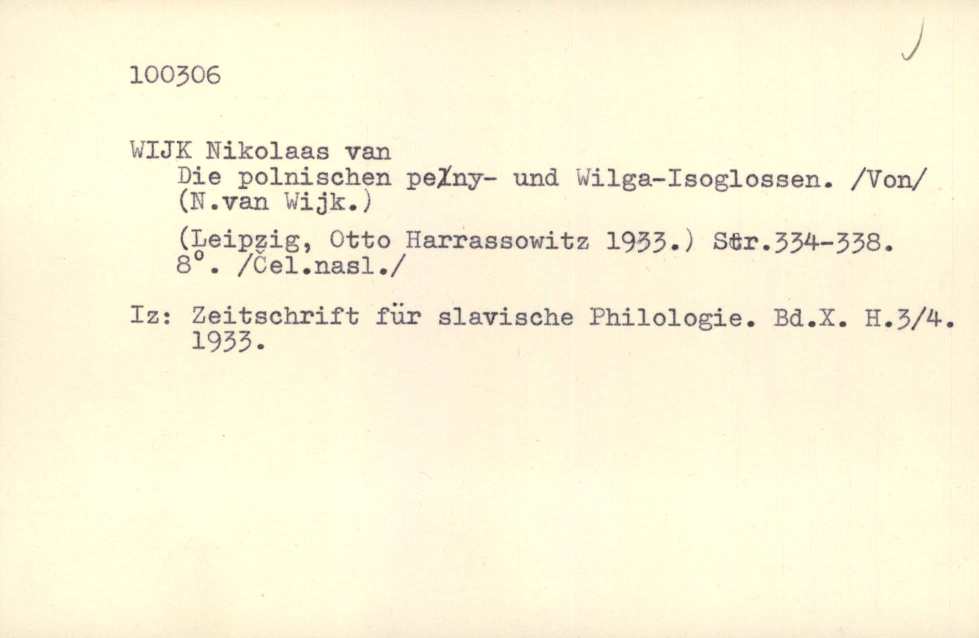 100306
WIJK Nikolaas van
Die polnischen pełny- und Wilga-Isoglossen. /Von/
(N.van Wijk.)
(Leipzig, Otto Harrassowitz 1933.) Str.334-338.
8°. /Čel.nasl./
Iz: Zeitschrift für slavische Philologie. Bd.X. H.3/4.
1933.